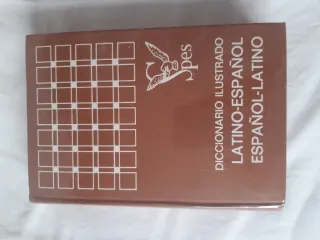 Spes
DICCIONARIO ILUSTRADO
LATINO-ESPAÑOL
ESPAÑOL-LATINO